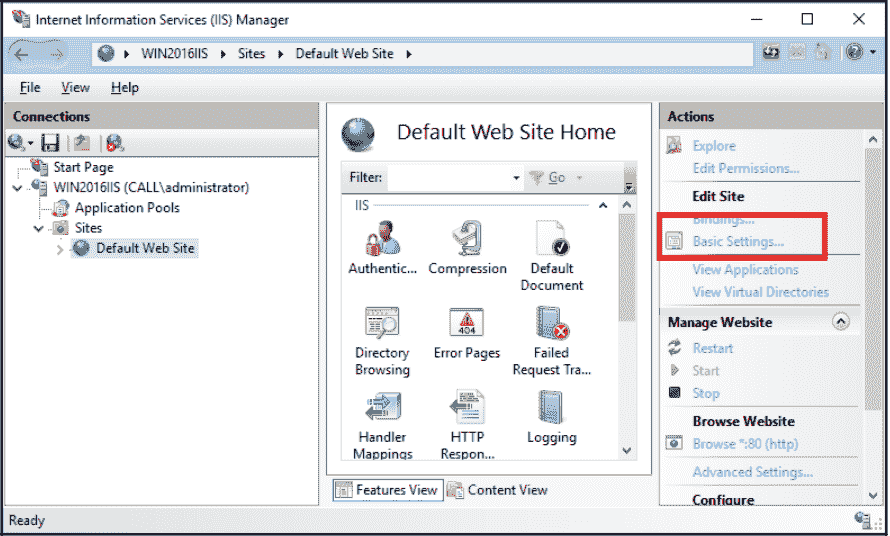 Internet Information Services (IIS) Manager
WIN2016IIS Sites Default Web Site
File View Help
Connections
Start Page
WIN2016IIS (CALL\administrator)
Application Pools
Sites
Default Web Site
Default Web Site Home
Filter: Go
IIS
Authentic... Compression Default Document
Directory Browsing Error Pages Failed Request Tra...
404
Handler Mappings HTTP Respon... Logging
Features View Content View
Actions
Explore
Edit Permissions...
Edit Site
Bindings...
Basic Settings...
View Applications
View Virtual Directories
Manage Website
Restart
Start
Stop
Browse Website
Browse *:80 (http)
Advanced Settings...
Configure
Ready